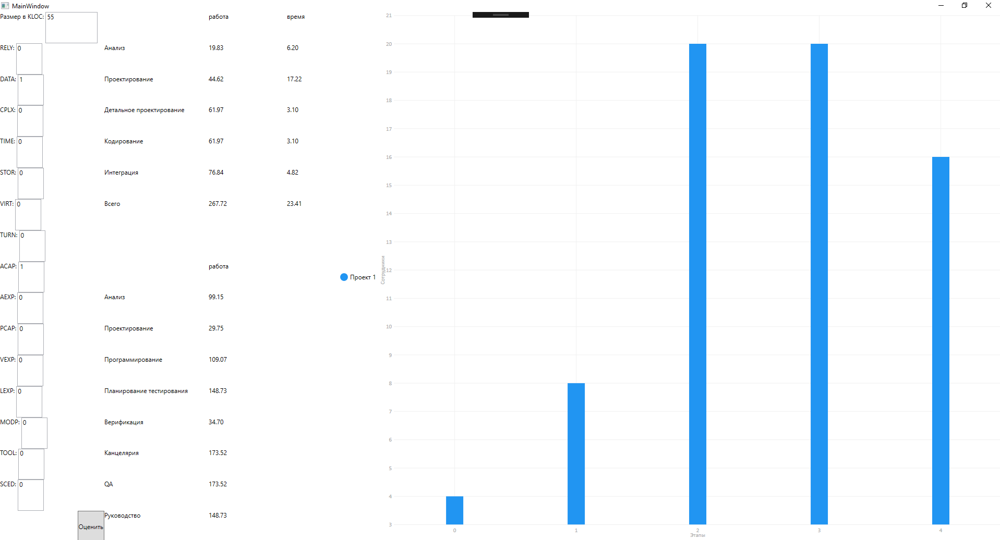 MainWindow
Размер в KLOC: 55 работа время
RELY: 0 Анализ 19.83 6.20
DATA: 1 Проектирование 44.62 17.22
CPLX: 0 Детальное проектирование 61.97 3.10
TIME: 0 Кодирование 61.97 3.10
STOR: 0 Интеграция 76.84 4.82
VIRT: 0 Всего 267.72 23.41
TURN: 0
ACAP: 1 работа
AEXP: 0 Анализ 99.15
PCAP: 0 Проектирование 29.75
VEXP: 0 Программирование 109.07
LEXP: 0 Планирование тестирования 148.73
MODP: 0 Верификация 34.70
TOOL: 0 Канцелярия 173.52
SCED: 0 QA 173.52
Оценить Руководство 148.73
Проект 1
Сотрудники
21
20
19
18
17
16
15
14
13
12
11
10
9
8
7
6
5
4
3
0 1 2 3 4
Этапы